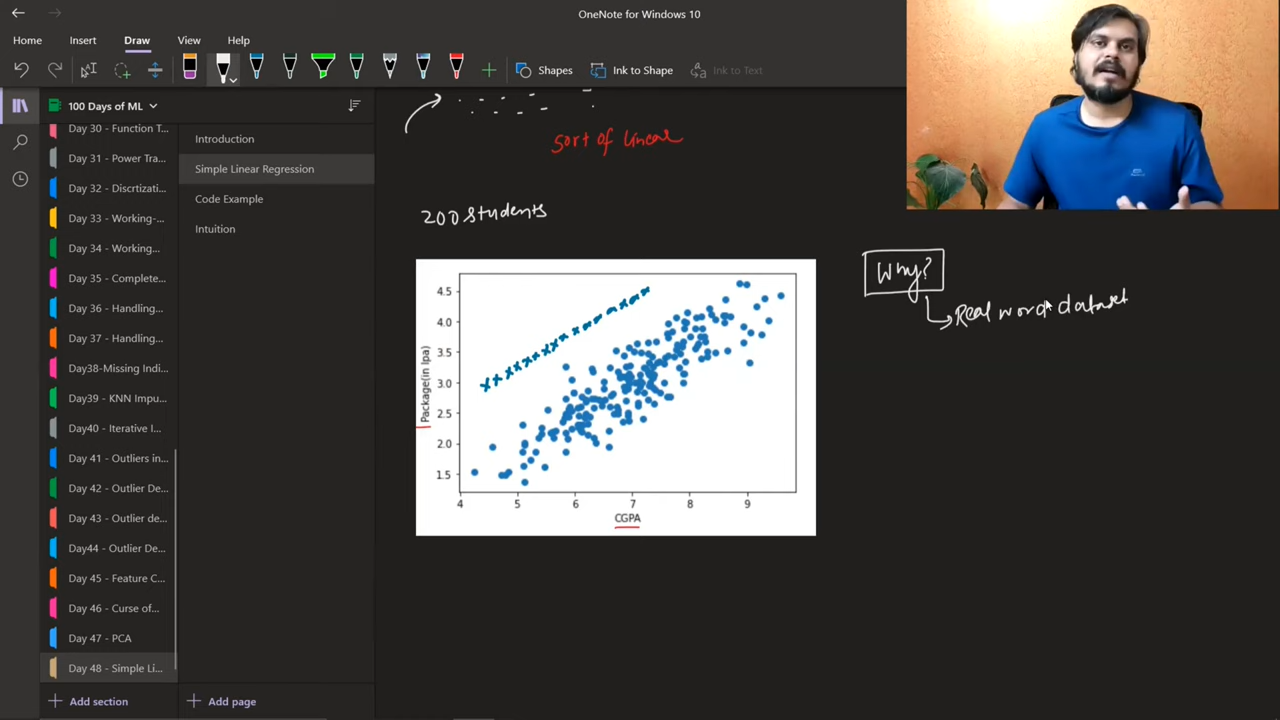 OneNote for Windows 10
Home Insert Draw View Help
Shapes Ink to Shape Ink to Text
100 Days of ML
Day 30 - Function T...
Day 31 - Power Tra...
Day 32 - Discrtizati...
Day 33 - Working-...
Day 34 - Working...
Day 35 - Complete...
Day 36 - Handling...
Day 37 - Handling...
Day38-Missing Indi...
Day39 - KNN Impu...
Day40 - Iterative I...
Day 41 - Outliers in...
Day 42 - Outlier De...
Day 43 - Outlier de...
Day44 - Outlier De...
Day 45 - Feature C...
Day 46 - Curse of...
Day 47 - PCA
Day 48 - Simple Li...
Add section
Introduction
Simple Linear Regression
Code Example
Intuition
Add page
Sort of linear
200 students
Package(in lpa)
4.5
4.0
3.5
3.0
2.5
2.0
1.5
4 5 6 7 8 9
CGPA
Why?
Real word dataset